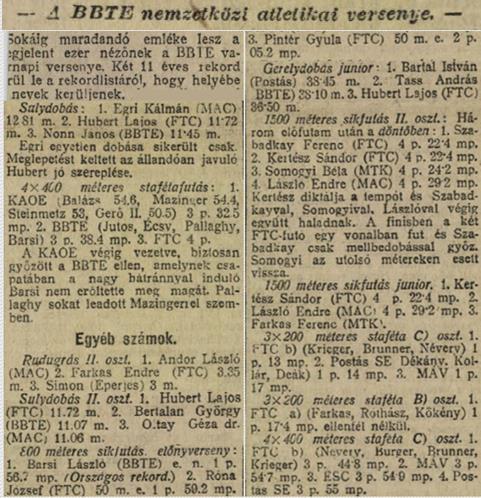 — A BBTE nemzetközi atletikai versenye. —
Sokáig maradandó emléke lesz a
egjelent ezer nézőnek a BBTE va-
napi versenye. Két 11 éves rekord
rül le a rekordlistáról, hogy helyébe
nevek kerüljenek.
Sulydobás: 1. Egri Kálmán (MAC)
12 81 m. 2. Hubert Lajos (FTC) 11·72
m. 3. Nonn János (BBTE) 11·45 m.
Egri egyetlen dobása sikerült csak.
Meglepetést keltett az állandóan javuló
Hubert jó szereplése.
4×400 méteres stafétafutás: 1.
KAOE (Balázs 54.6, Mazinger 54.4,
Steinmetz 53, Gerő II. 50.5) 3 p. 32.5
mp. 2. BBTE (Jutos, Écsy, Pallaghy,
Barsi) 3 p. 38.4 mp. 3. FTC 4 p.
A KAOE végig vezetve, biztosan
győzött a BBTE ellen, amelynek csa-
patában a nagy hátránnyal induló
Barsi nem erőltette meg magát. Pal-
laghy sokat leadott Mazingerrel szem-
ben.
Egyéb számok.
Rudugrás II. oszt. 1. Andor László
(MAC) 2. Farkas Endre (FTC) 3.35
m. 3. Simon (Eperjes) 3 m.
Sulydobás II. oszt. 1. Hubert Lajos
(FTC) 11.72 m. 2. Bertalan György
(BBTE) 11.07 m. 3. O.tay Géza dr.
(MAC) 11.06 m.
800 méteres síkfutás előnyverseny:
1. Barsi László (BBTE) e. n. 1 p.
56.7 mp. (Országos rekord.) 2. Róna
József (FTC) 50 m. e. 1 p. 59.2 mp.
3. Pintér Gyula (FTC) 50 m. e. 2 p.
05.2 mp.
Gerelydobás junior: 1. Bartal István
(Postás) 38·45 m. 2. Tass András
BBTE) 38·10 m. 3. Hubert Lajos (FTC)
36·50 m.
1500 méteres síkfutás II. oszt.: Há-
rom előfutam után a döntőben: 1. Sza-
badkay Ferenc (FTC) 4 p. 22·4 mp.
2. Kertész Sándor (FTC) 4 p. 22·4 mp.
3. Somogyi Béla (MTK) 4 p. 24·2 mp.
4. László Endre (MAC) 4 p. 29·2 mp.
Kertész diktálja a tempót és Szabad-
kayval, Somogyival, Lászlóval végig
együtt haladnak. A finisben a két
FTC-futó egy vonalban fut és Sza-
badkay csak mellbedobással győz.
Somogyi az utolsó métereken esett
vissza.
1500 méteres síkfutás junior. 1. Ker-
tész Sándor (FTC) 4 p. 22·4 mp. 2.
László Endre (MAC) 4 p. 29·2 mp. 3.
Farkas Ferenc (MTK).
3×200 méteres staféta C) oszt. 1.
FTC b) (Krieger, Brunner, Névery) 1
p. 13 mp. 2. Postás SE Dékány, Kol-
lár, Deák) 1 p. 14 mp. 3. MÁV 1 p.
17 mp.
3×200 méteres staféta B) oszt. 1.
FTC a) (Farkas, Rothász, Kökény) 1
p. 17·4 mp. ellenfél nélkül.
4×400 méteres staféta C) oszt. 1.
FTC b) (Nevery, Burger, Brunner,
Krieger) 3 p. 44·8 mp. 2. MÁV 3 p.
54·7 mp. 3. ESC 3 p. 54·9 mp. 4. Pos-
tás SE 3 p. 55 mp.